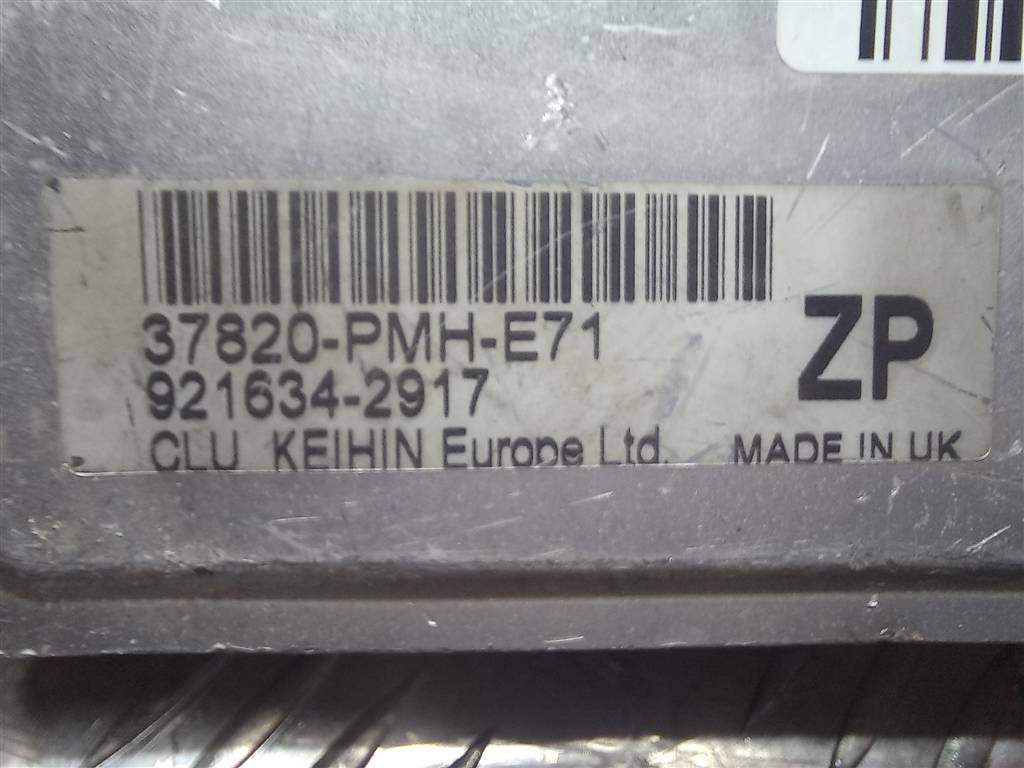 37820-PMH-E71
921634-2917
ZP
CLU KEIHIN Europe Ltd. MADE IN UK